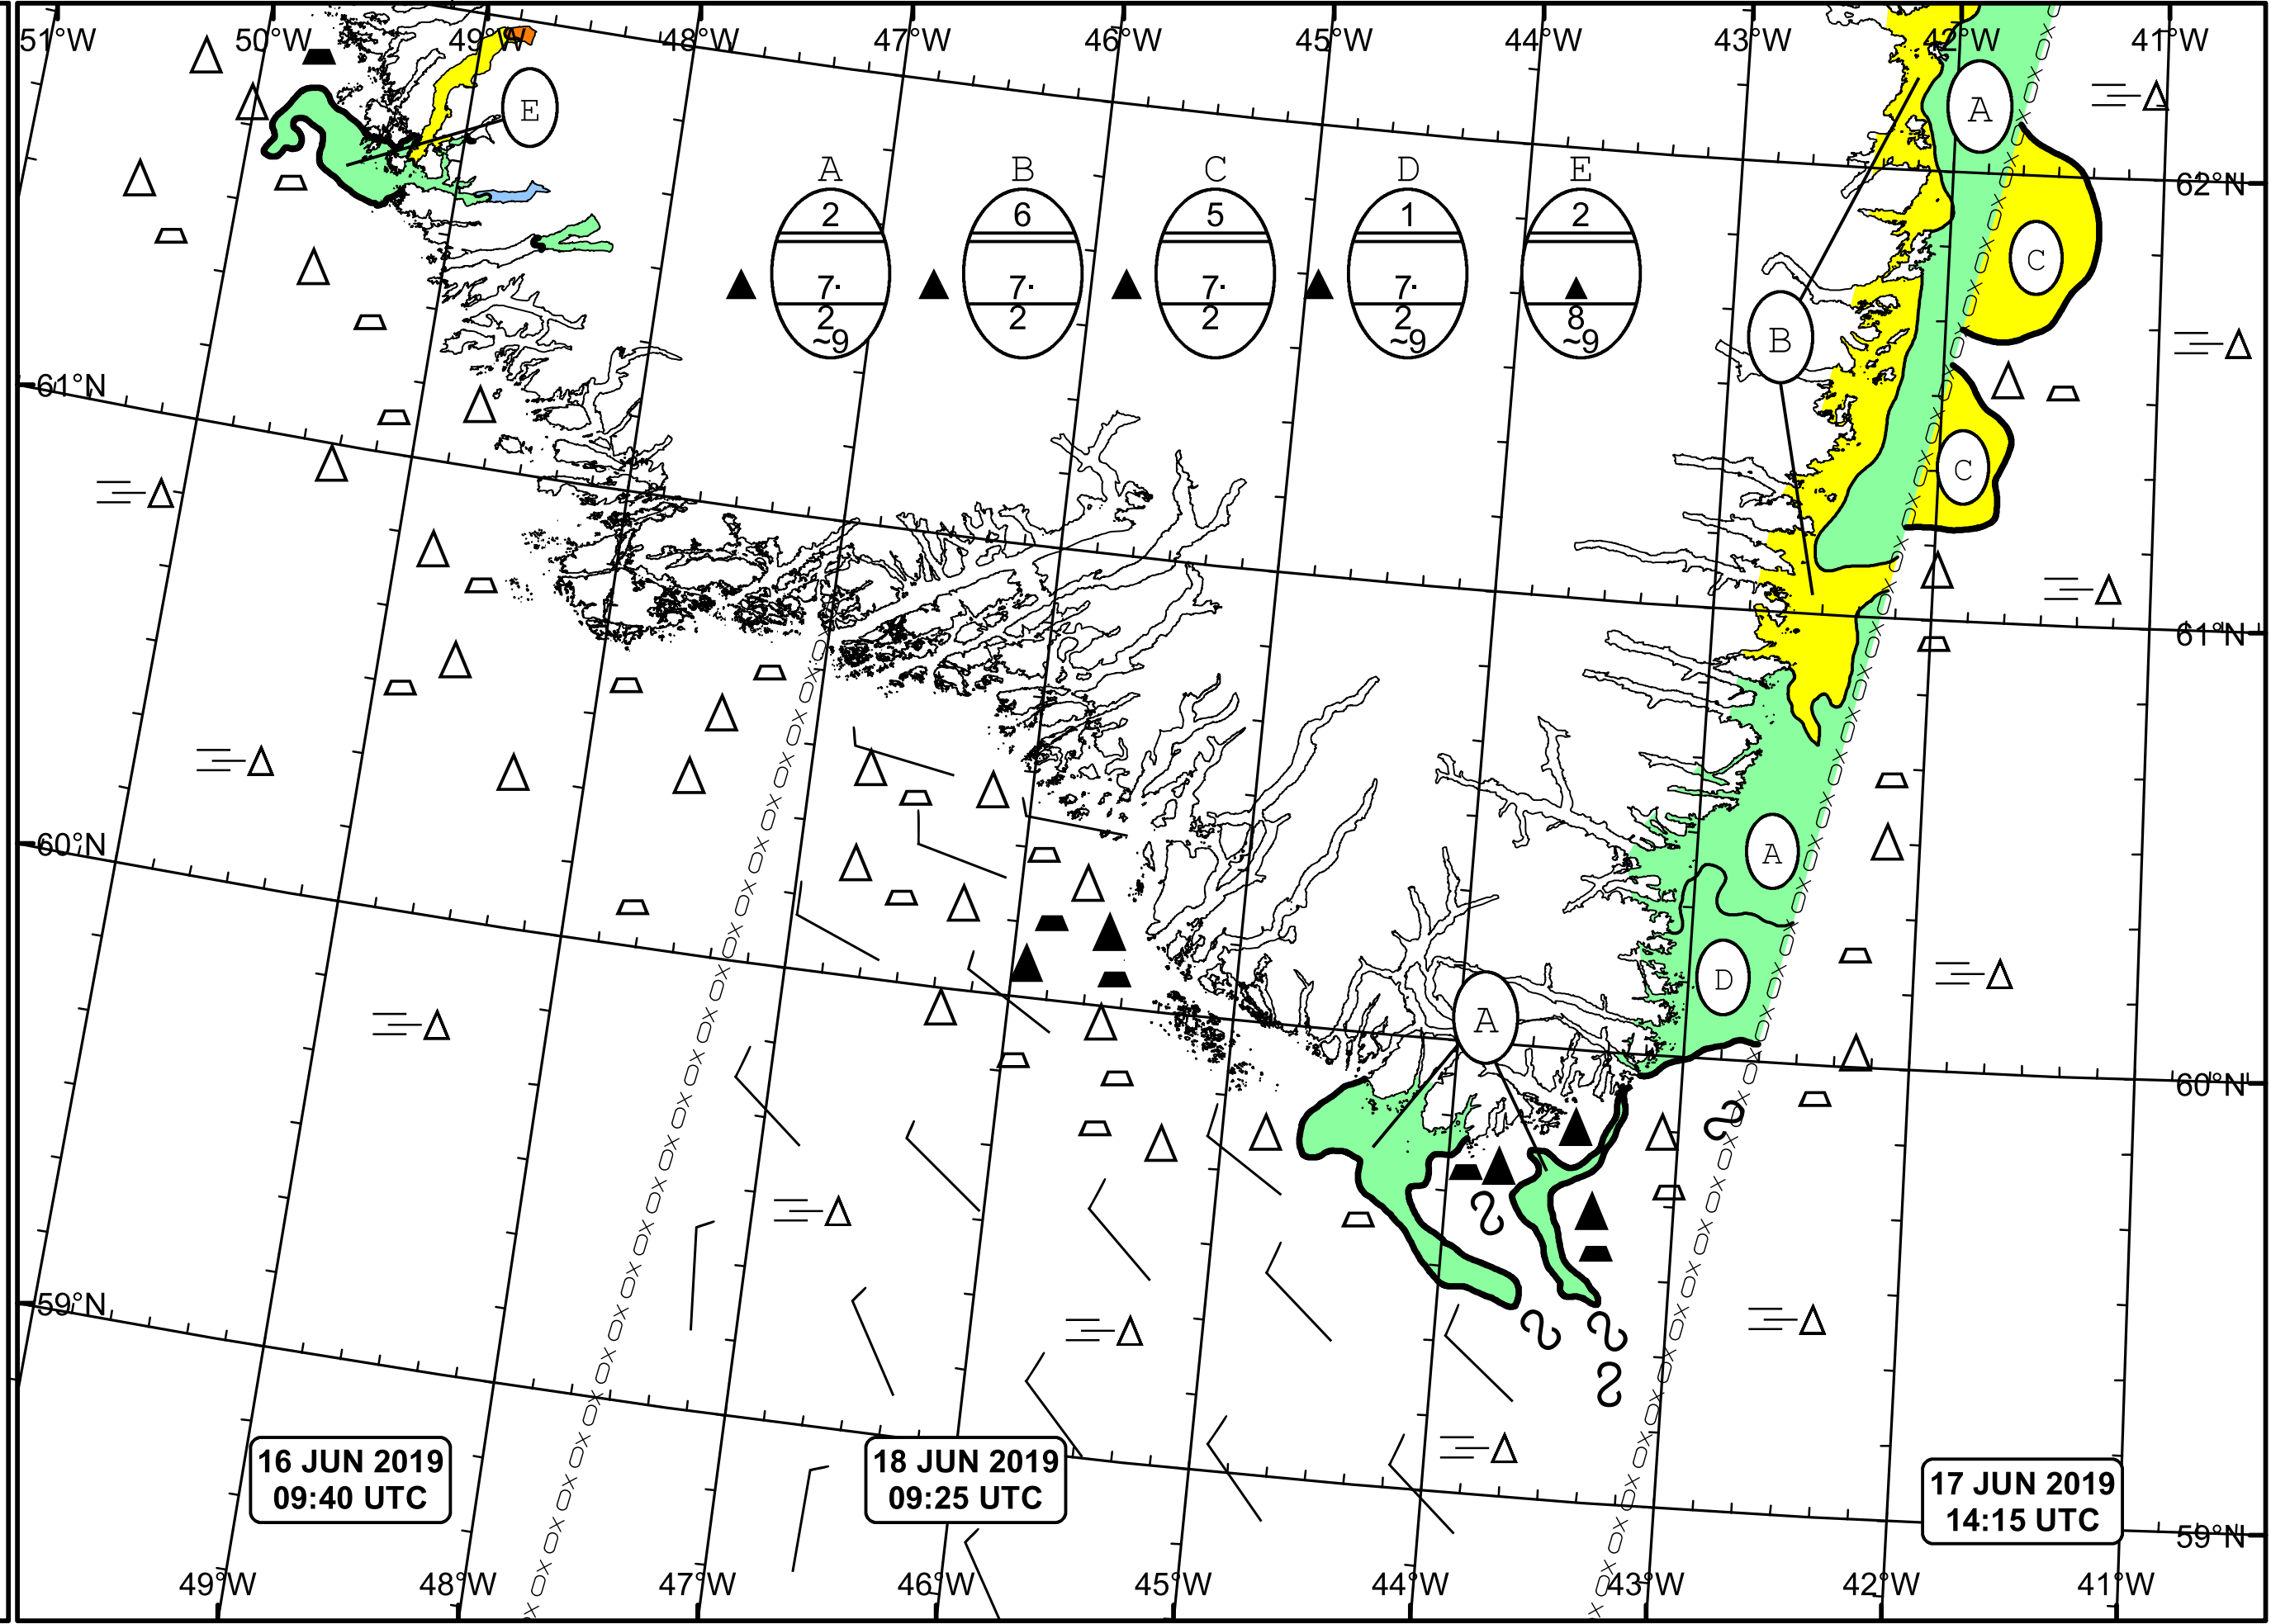 51°W 50°W 49°W 48°W 47°W 46°W 45°W 44°W 43°W 42°W 41°W
E
A
A B C D E
62°N
2 6 5 1 2
C
7· 7· 7· 7·
2 2 2 2 8
~9 ~9 ~9
B
61°N
C
61°N
60°N
A
D
A
60°N
59°N
16 JUN 2019
09:40 UTC
18 JUN 2019
09:25 UTC
17 JUN 2019
14:15 UTC
59°N
49°W 48°W 47°W 46°W 45°W 44°W 43°W 42°W 41°W